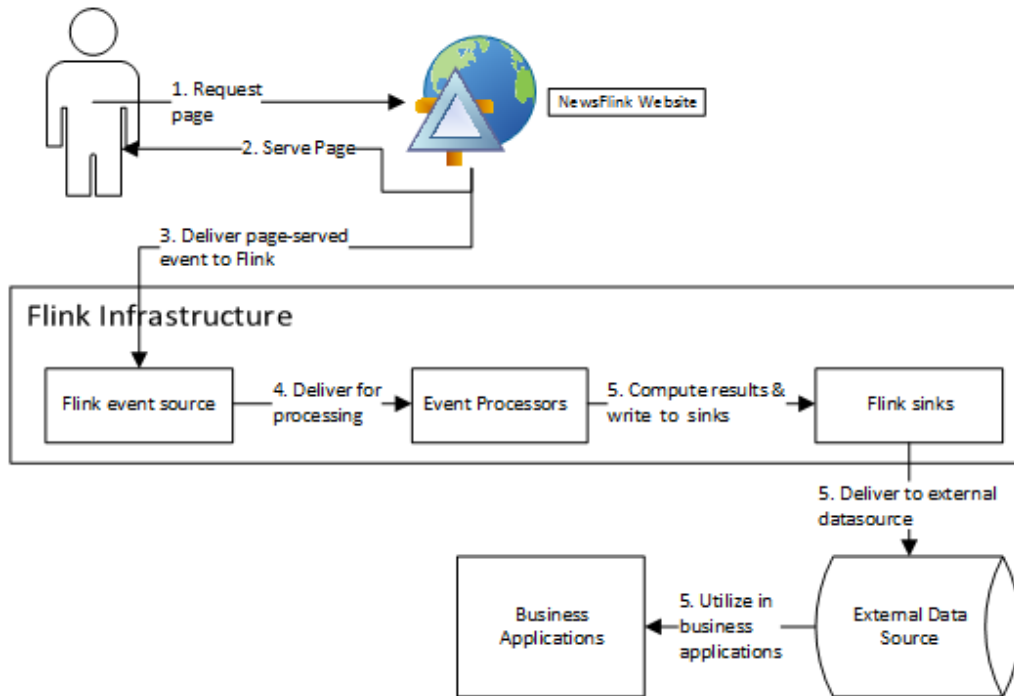 1. Request
page
NewsFlink Website
2. Serve Page
3. Deliver page-served
event to Flink
Flink Infrastructure
Flink event source
4. Deliver for
processing
Event Processors
5. Compute results &
write to sinks
Flink sinks
5. Deliver to external
datasource
Business
Applications
5. Utilize in
business
applications
External Data
Source